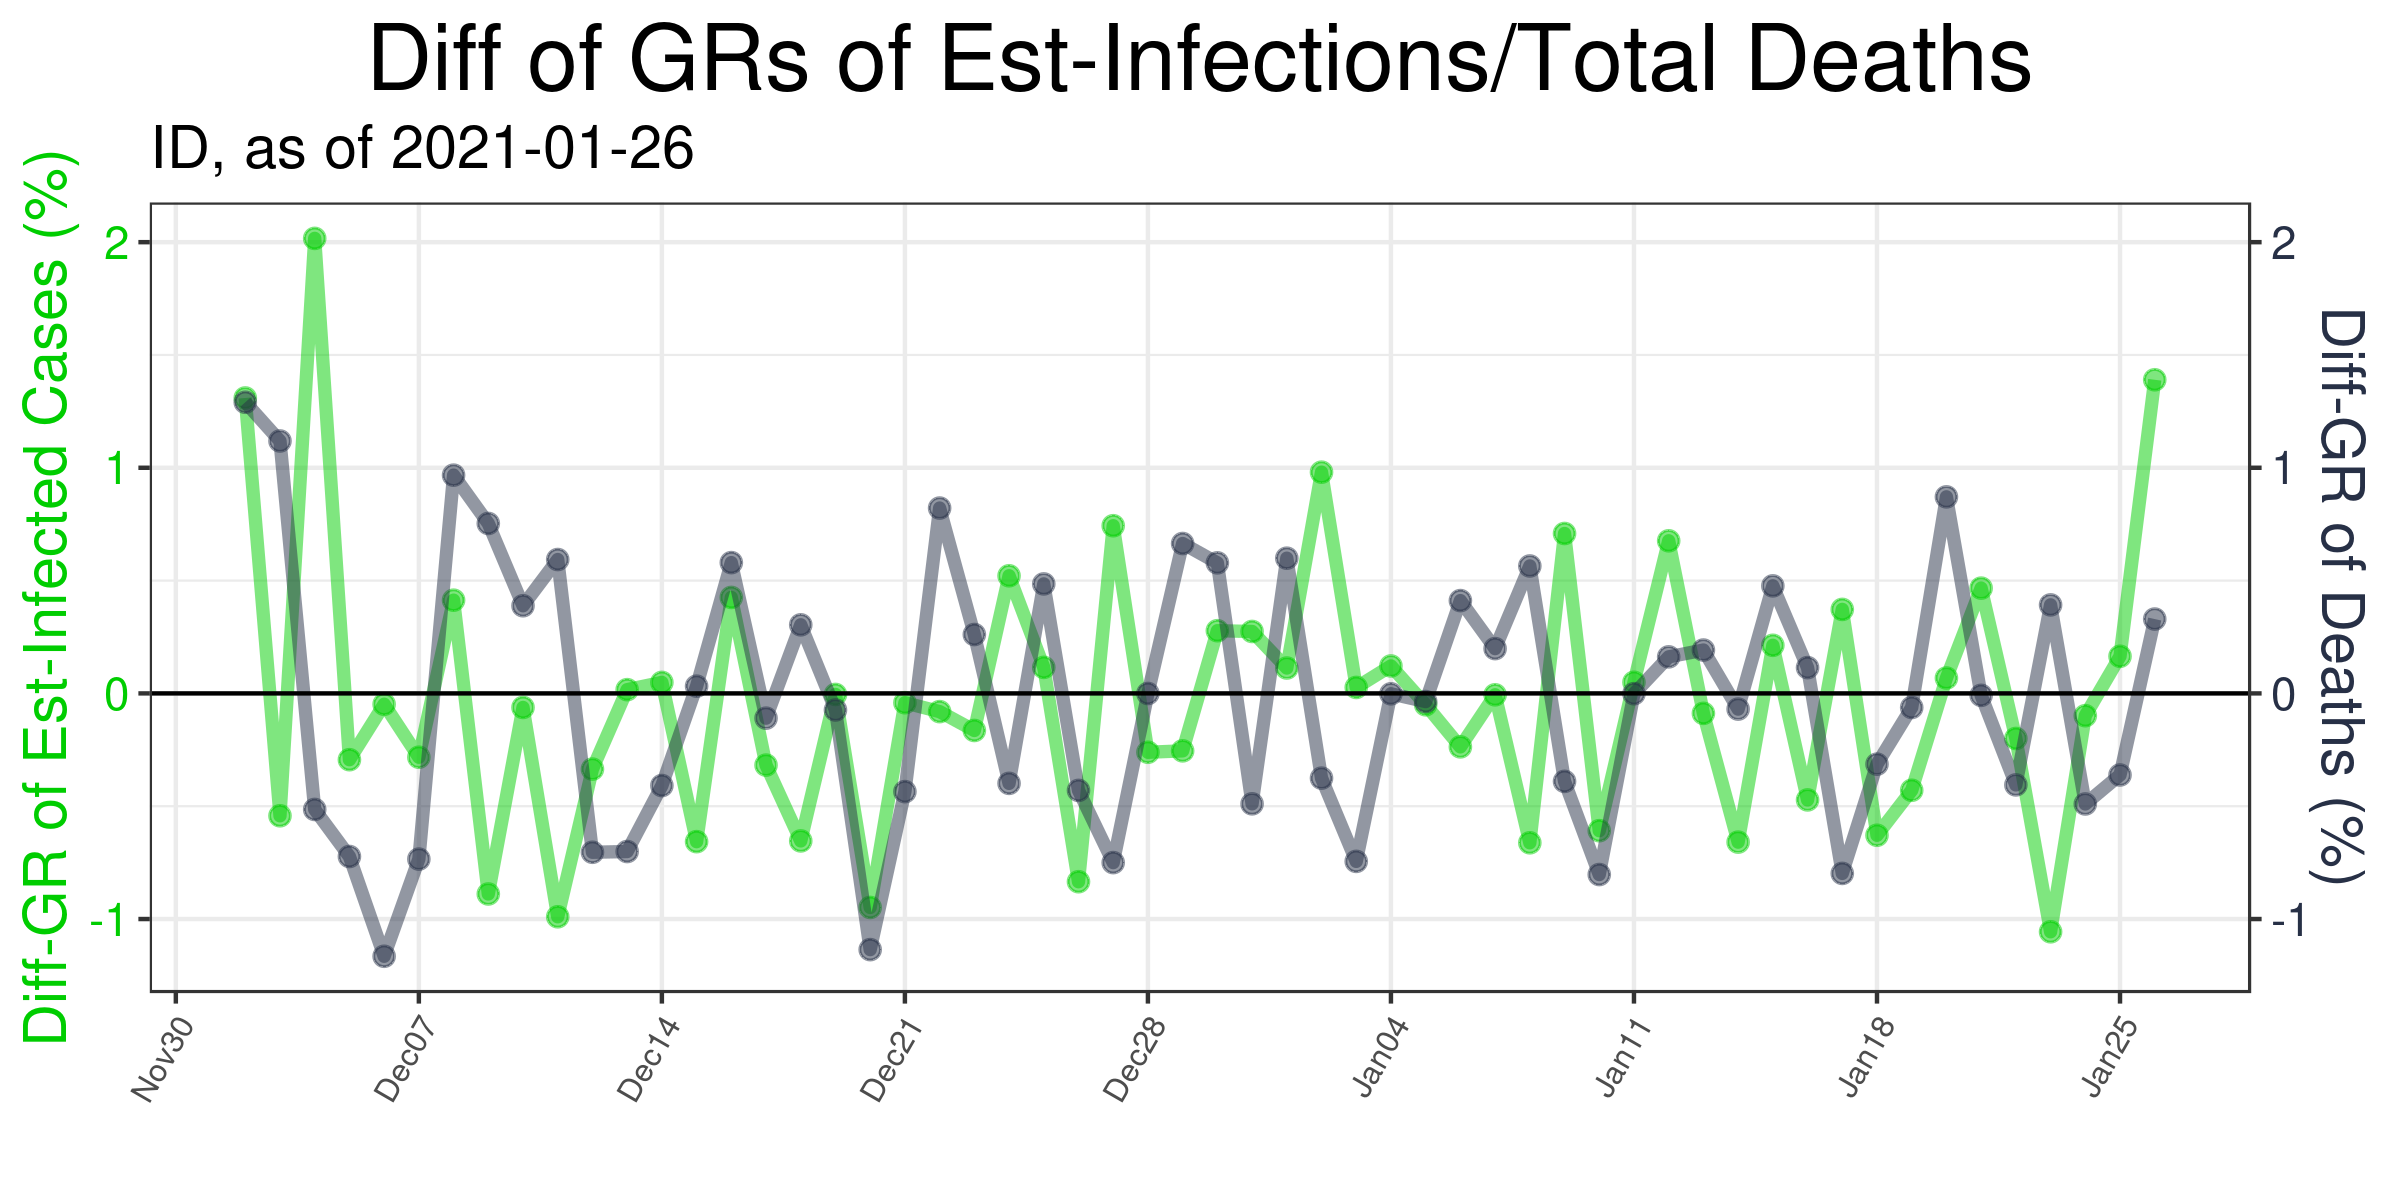 Diff of GRs of Est-Infections/Total Deaths
ID, as of 2021-01-26
Diff-GR of Est-Infected Cases (%)
2
1
0
-1
2
1
0
-1
Diff-GR of Deaths (%)
Nov30
Dec07
Dec14
Dec21
Dec28
Jan04
Jan11
Jan18
Jan25